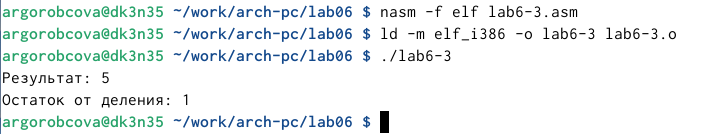 argorobcova@dk3n35 ~/work/arch-pc/lab06 $ nasm -f elf lab6-3.asm
argorobcova@dk3n35 ~/work/arch-pc/lab06 $ ld -m elf_i386 -o lab6-3 lab6-3.o
argorobcova@dk3n35 ~/work/arch-pc/lab06 $ ./lab6-3
Результат: 5
Остаток от деления: 1
argorobcova@dk3n35 ~/work/arch-pc/lab06 $